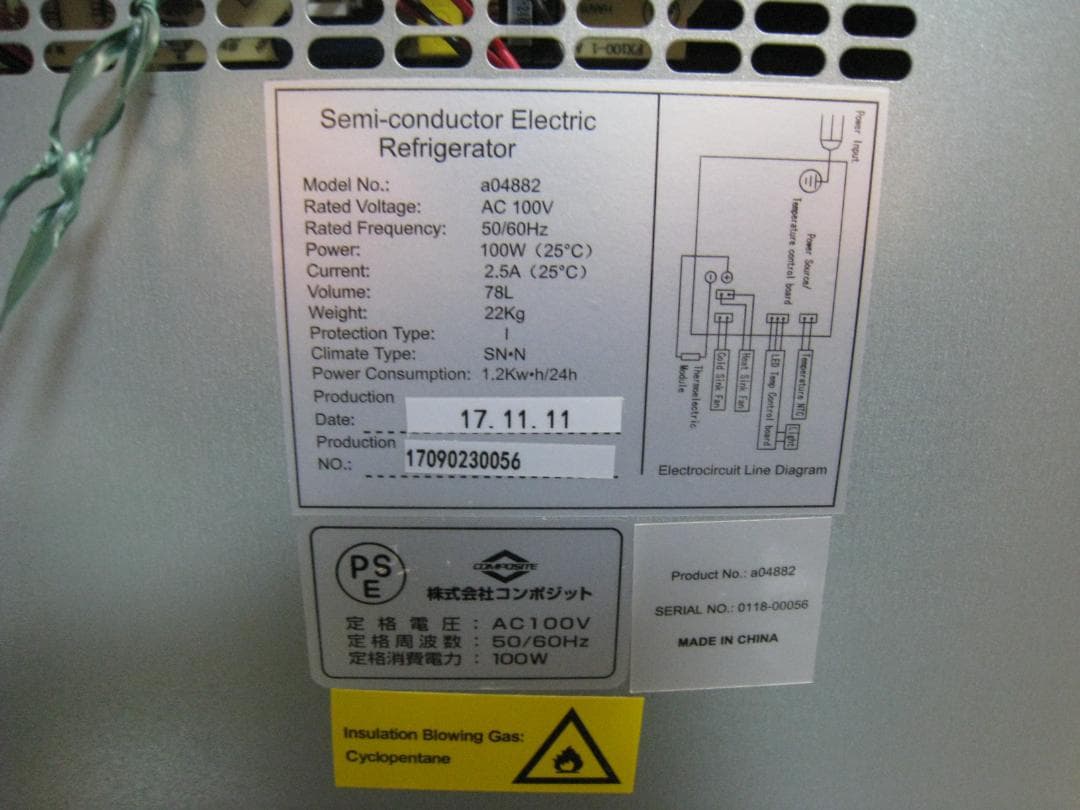 FX100-1
Semi-conductor Electric
Refrigerator
Model No.: a04882
Rated Voltage: AC 100V
Rated Frequency: 50/60Hz
Power: 100W（25°C）
Current: 2.5A（25°C）
Volume: 78L
Weight: 22Kg
Protection Type: I
Climate Type: SN•N
Power Consumption: 1.2Kw•h/24h
Production
Date: 17.11.11
Production
NO.: 17090230056
Power Input
Power Source/
Temperature control board
Thermoelectric
Module
Cold Sink Fan
Heat Sink Fan
LED Temp Control board
Temperature NTC
Light
Electrocircuit Line Diagram
PS
E
COMPOSITE
株式会社コンポジット
定格電圧：AC100V
定格周波数：50/60Hz
定格消費電力：100W
Product No.: a04882
SERIAL NO.: 0118-00056
MADE IN CHINA
Insulation Blowing Gas:
Cyclopentane